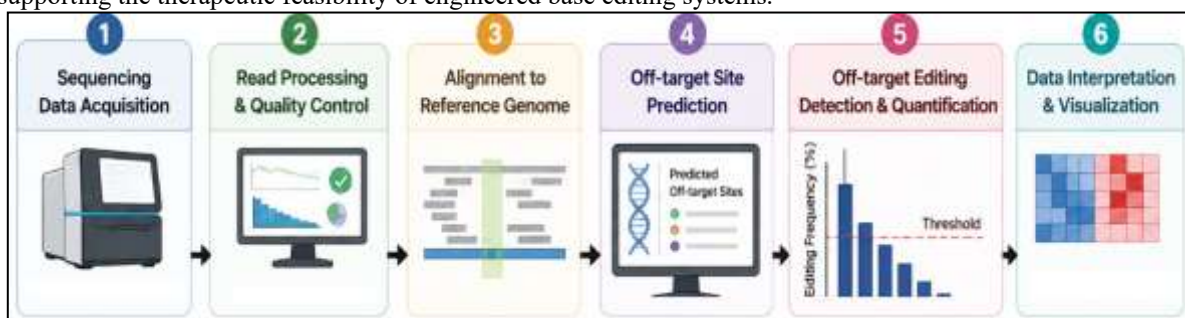 supporting the therapeutic feasibility of engineered base editing systems.
1
2
3
4
5
6
Sequencing
Data Acquisition
Read Processing
& Quality Control
Alignment to
Reference Genome
Off-target Site
Prediction
Off-target Editing
Detection & Quantification
Data Interpretation
& Visualization
Predicted
Off-target Sites
Eiditing Frequency (%)
Threshold